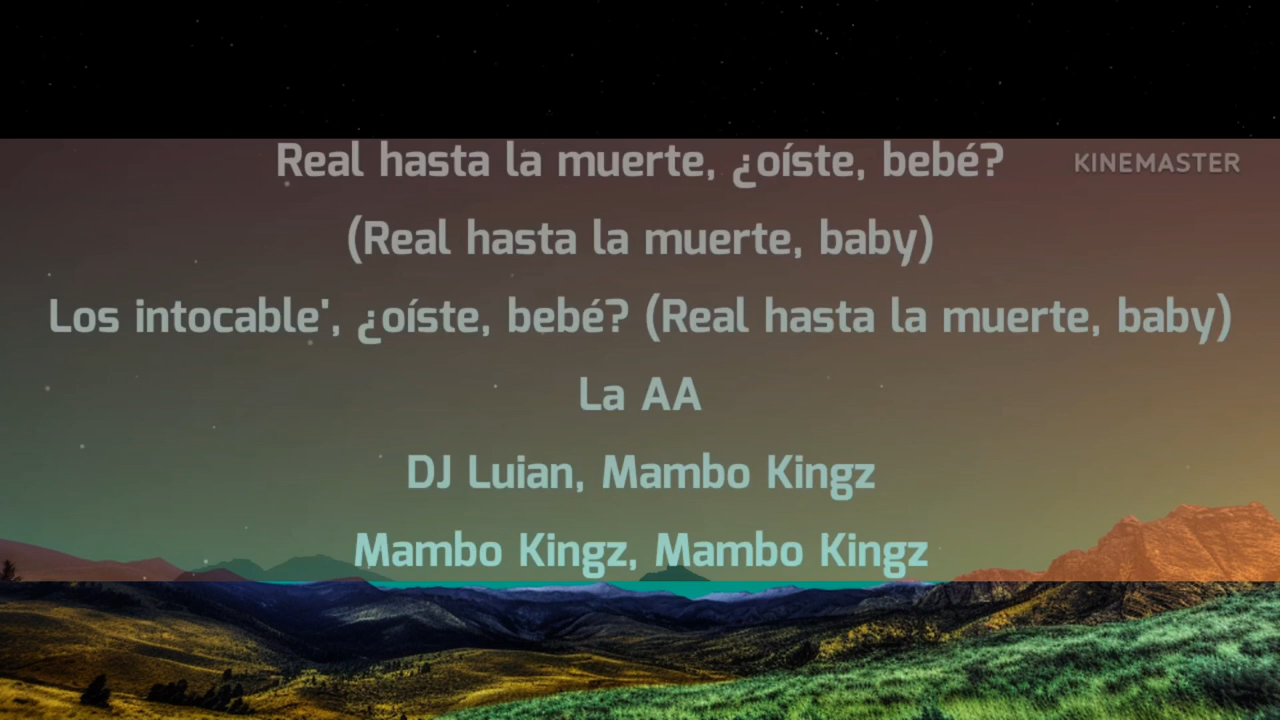 Real hasta la muerte, ¿oíste, bebé?
KINEMASTER
(Real hasta la muerte, baby)
Los intocable', ¿oíste, bebé? (Real hasta la muerte, baby)
La AA
DJ Luian, Mambo Kingz
Mambo Kingz, Mambo Kingz